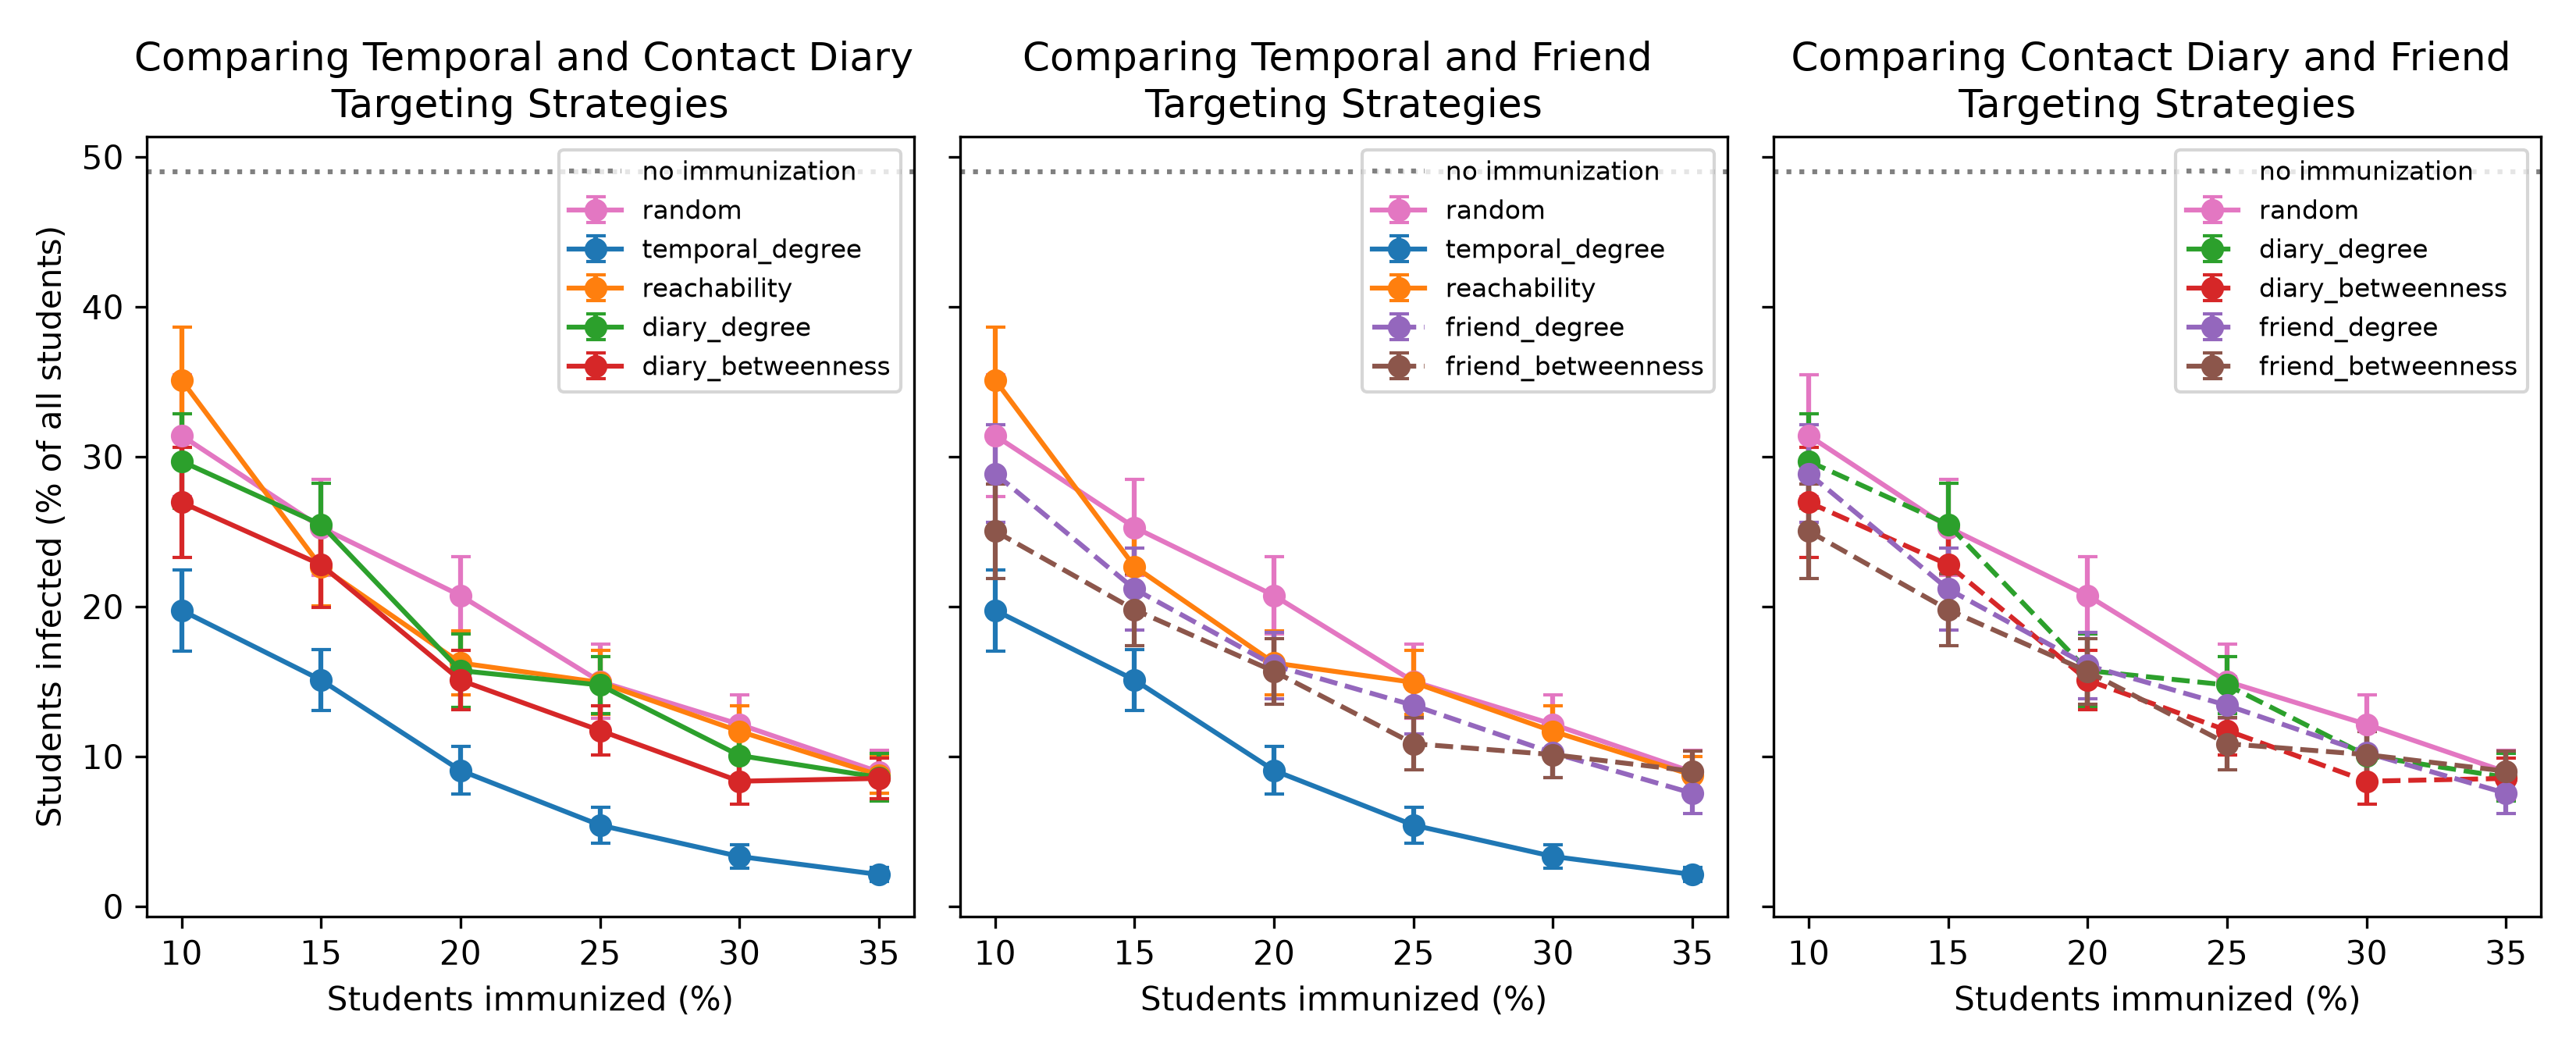 Comparing Temporal and Contact Diary
Targeting Strategies
Comparing Temporal and Friend
Targeting Strategies
Comparing Contact Diary and Friend
Targeting Strategies
Students infected (% of all students)
50
40
30
20
10
0
no immunization
random
temporal_degree
reachability
diary_degree
diary_betweenness
10 15 20 25 30 35
Students immunized (%)
no immunization
random
temporal_degree
reachability
friend_degree
friend_betweenness
10 15 20 25 30 35
Students immunized (%)
no immunization
random
diary_degree
diary_betweenness
friend_degree
friend_betweenness
10 15 20 25 30 35
Students immunized (%)